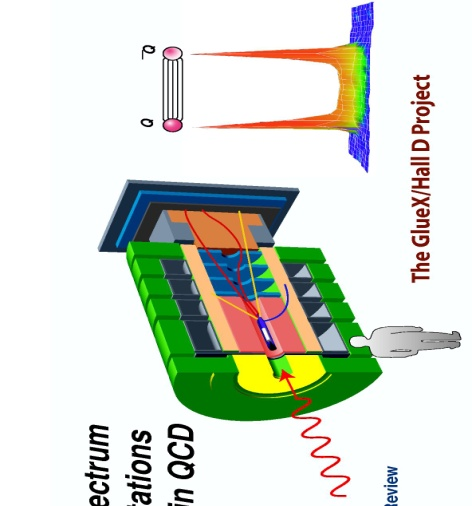 ectrum
tations
in QCD
Q Q̄
The GlueX/Hall D Project
Review